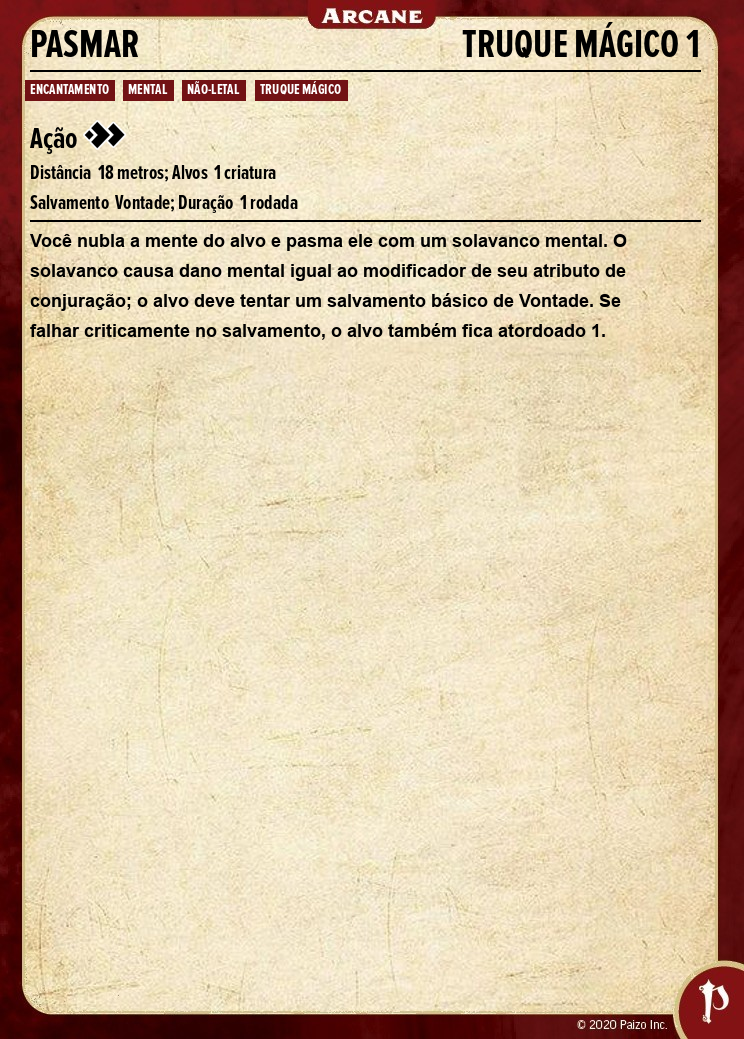 ARCANE
PASMAR TRUQUE MÁGICO 1
ENCANTAMENTO MENTAL NÃO-LETAL TRUQUE MÁGICO
Ação
Distância 18 metros; Alvos 1 criatura
Salvamento Vontade; Duração 1 rodada
Você nubla a mente do alvo e pasma ele com um solavanco mental. O
solavanco causa dano mental igual ao modificador de seu atributo de
conjuração; o alvo deve tentar um salvamento básico de Vontade. Se
falhar criticamente no salvamento, o alvo também fica atordoado 1.
© 2020 Paizo Inc.
P